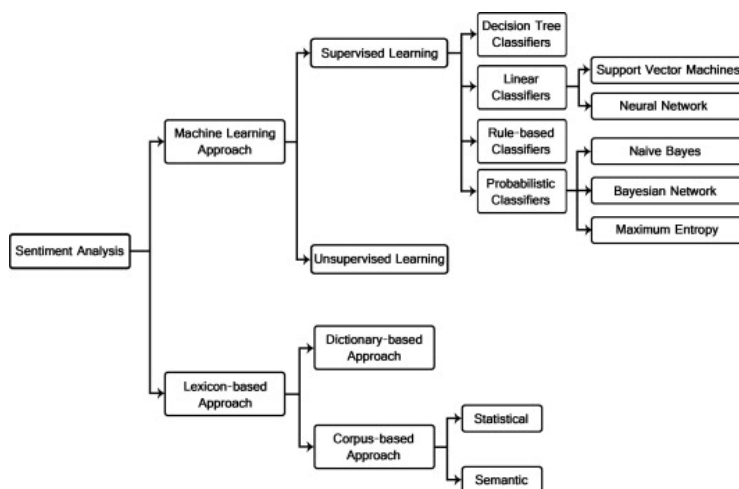 Sentiment Analysis
Machine Learning
Approach
Supervised Learning
Decision Tree
Classifiers
Linear
Classifiers
Support Vector Machines
Neural Network
Rule-based
Classifiers
Probabilistic
Classifiers
Naive Bayes
Bayesian Network
Maximum Entropy
Unsupervised Learning
Lexicon-based
Approach
Dictionary-based
Approach
Corpus-based
Approach
Statistical
Semantic